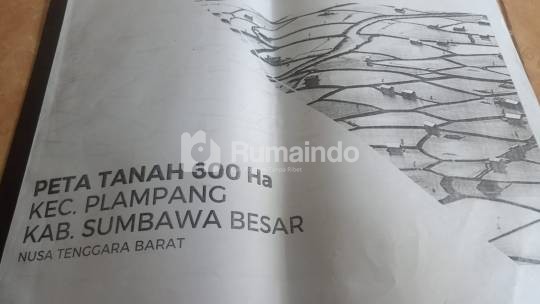 Rumaindo
PETA TANAH 600 Ha
KEC. PLAMPANG
KAB. SUMBAWA BESAR
NUSA TENGGARA BARAT